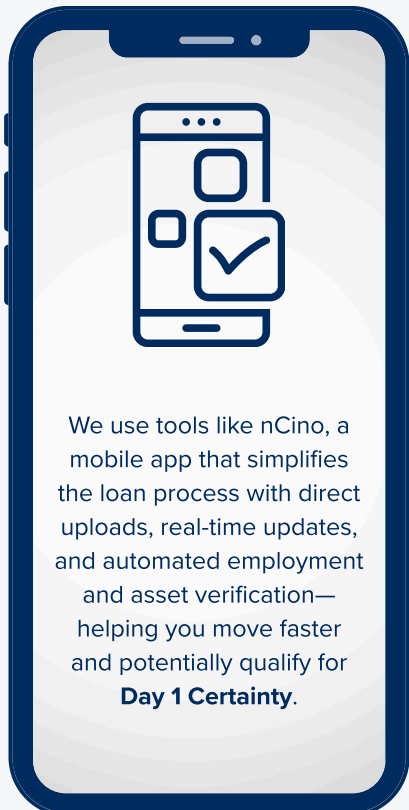 We use tools like nCino, a
mobile app that simplifies
the loan process with direct
uploads, real-time updates,
and automated employment
and asset verification—
helping you move faster
and potentially qualify for
Day 1 Certainty.